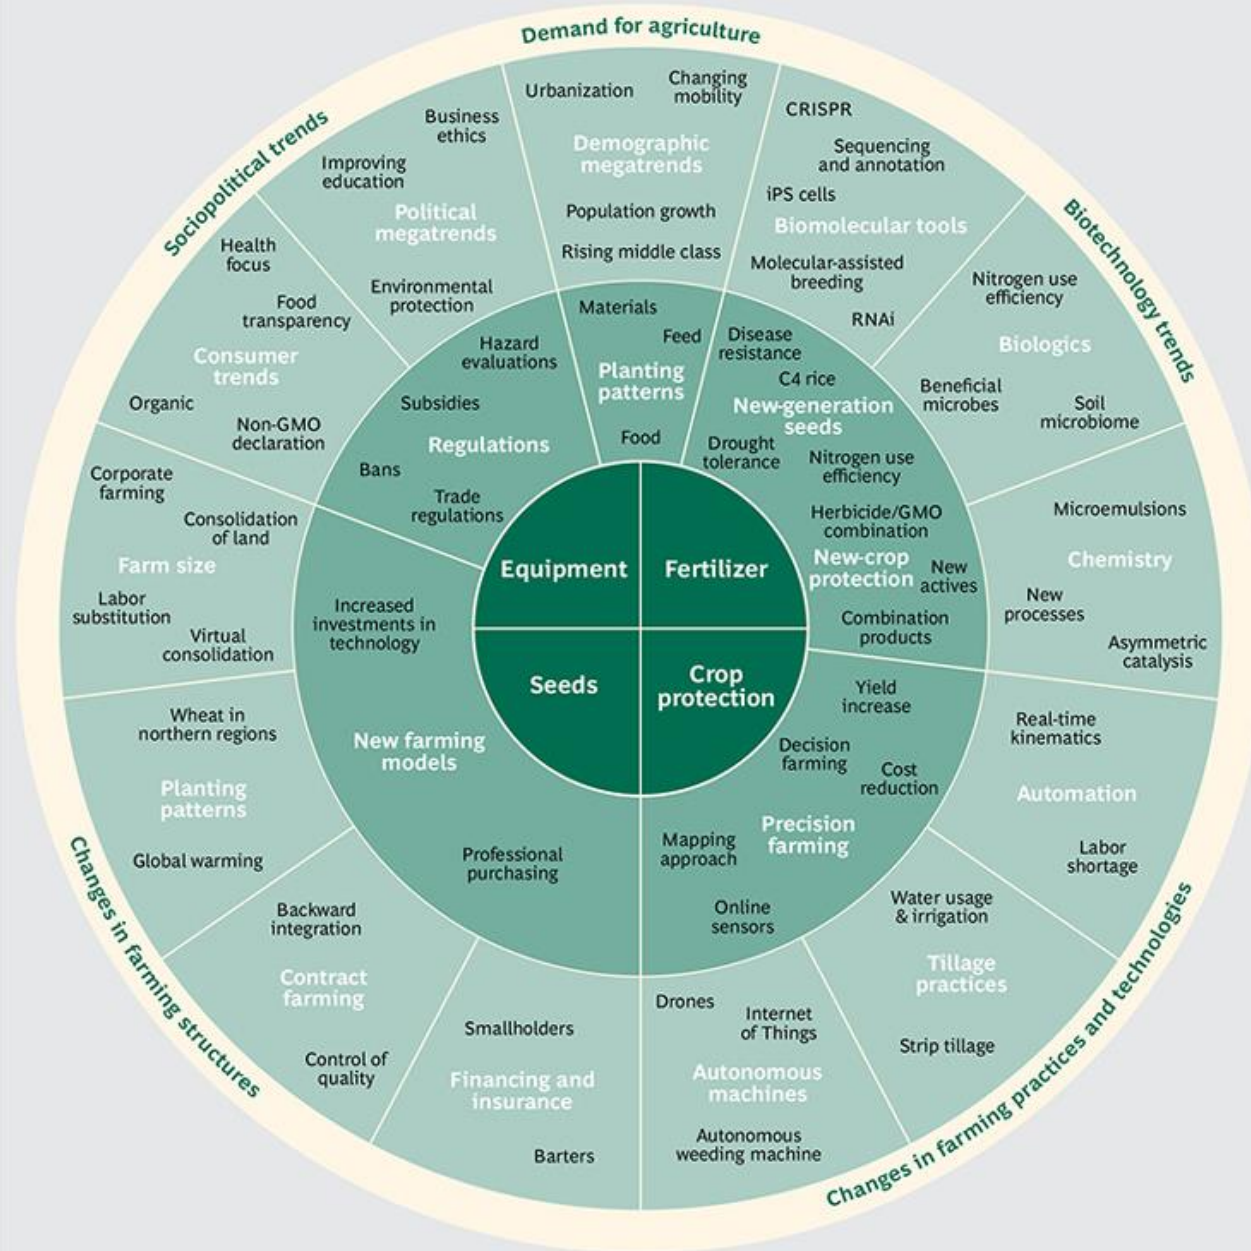 Demand for agriculture
Urbanization
Changing
mobility
Demographic
megatrends
Population growth
Rising middle class
Biotechnology trends
CRISPR
Sequencing
and annotation
iPS cells
Biomolecular tools
Molecular-assisted
breeding
RNAi
Nitrogen use
efficiency
Biologics
Beneficial
microbes
Soil
microbiome
Microemulsions
Chemistry
New
processes
Asymmetric
catalysis
Changes in farming practices and technologies
Real-time
kinematics
Automation
Labor
shortage
Water usage
& irrigation
Tillage
practices
Strip tillage
Drones
Internet
of Things
Autonomous
machines
Autonomous
weeding machine
Changes in farming structures
Smallholders
Financing and
insurance
Barters
Backward
integration
Contract
farming
Control of
quality
Wheat in
northern regions
Planting
patterns
Global warming
Corporate
farming
Consolidation
of land
Farm size
Labor
substitution
Virtual
consolidation
Sociopolitical trends
Health
focus
Food
transparency
Consumer
trends
Organic
Non-GMO
declaration
Business
ethics
Improving
education
Political
megatrends
Environmental
protection
Materials
Feed
Planting
patterns
Food
Disease
resistance
C4 rice
New-generation
seeds
Drought
tolerance
Nitrogen use
efficiency
Herbicide/GMO
combination
New-crop
protection
New
actives
Combination
products
Yield
increase
Decision
farming
Cost
reduction
Precision
farming
Mapping
approach
Online
sensors
Increased
investments in
technology
New farming
models
Professional
purchasing
Hazard
evaluations
Subsidies
Regulations
Bans
Trade
regulations
Equipment
Fertilizer
Seeds
Crop
protection